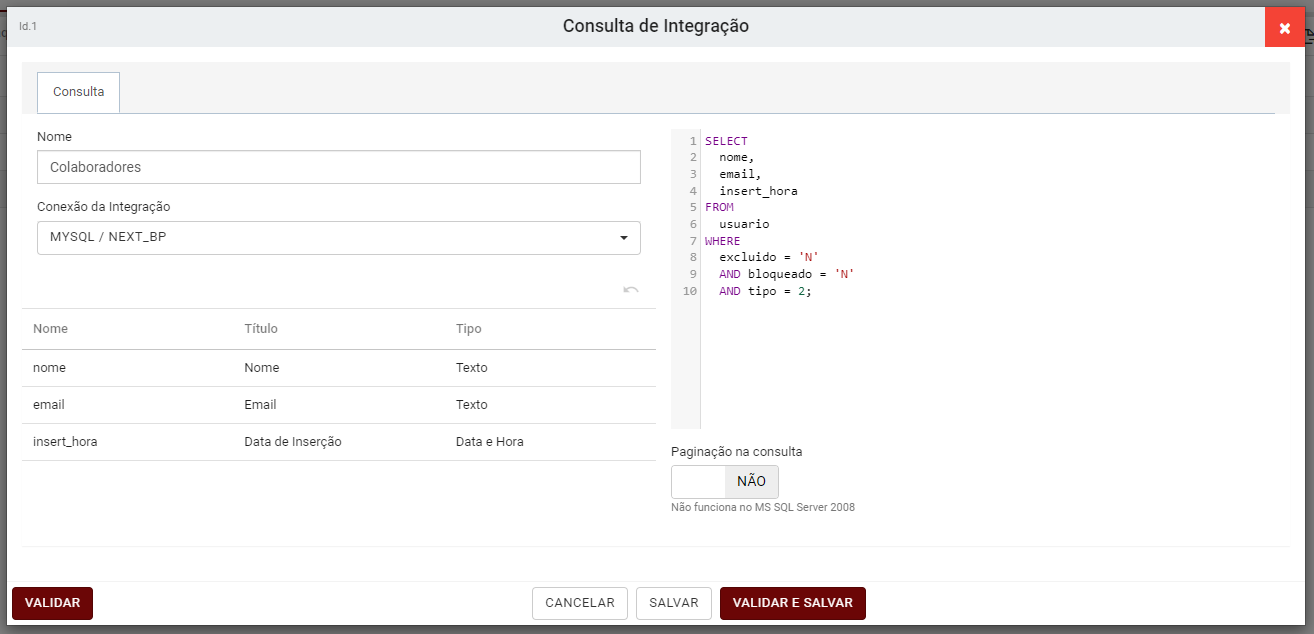 Id.1
Consulta de Integração
Consulta
Nome
Colaboradores
Conexão da Integração
MYSQL / NEXT_BP
Nome Título Tipo
nome Nome Texto
email Email Texto
insert_hora Data de Inserção Data e Hora
1 SELECT
2 nome,
3 email,
4 insert_hora
5 FROM
6 usuario
7 WHERE
8 excluido = 'N'
9 AND bloqueado = 'N'
10 AND tipo = 2;
Paginação na consulta
NÃO
Não funciona no MS SQL Server 2008
VALIDAR CANCELAR SALVAR VALIDAR E SALVAR